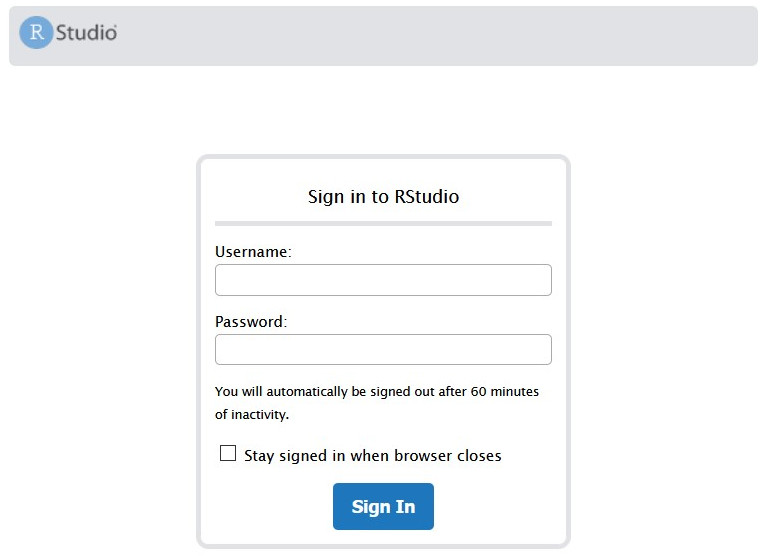 R Studio
Sign in to RStudio
Username:
Password:
You will automatically be signed out after 60 minutes
of inactivity.
Stay signed in when browser closes
Sign In